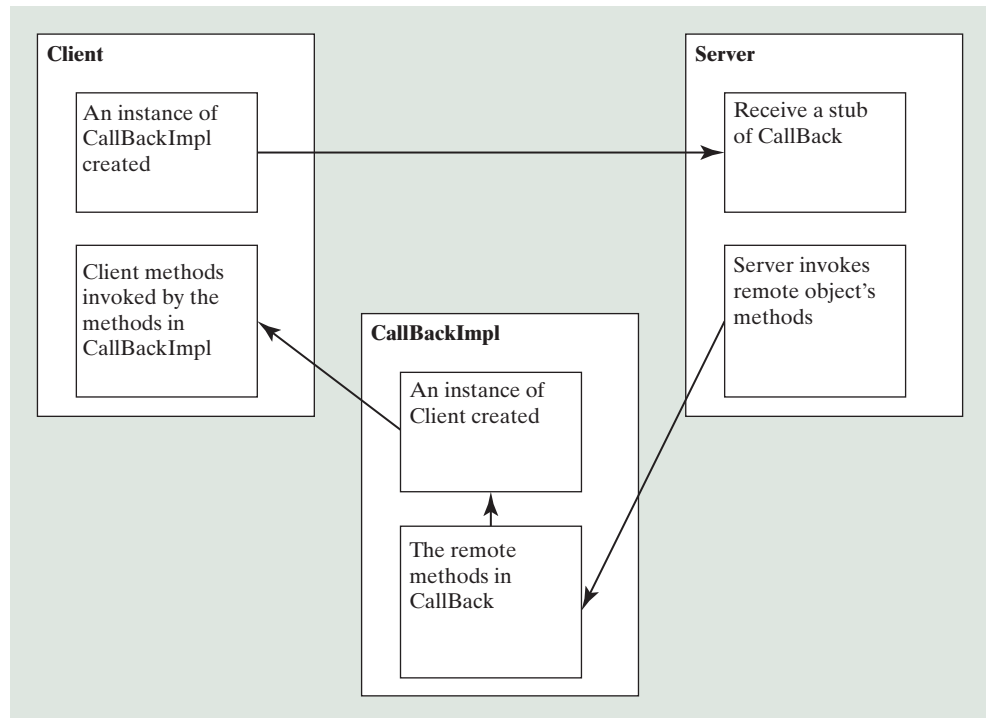 Client
An instance of
CallBackImpl
created
Client methods
invoked by the
methods in
CallBackImpl
CallBackImpl
An instance of
Client created
The remote
methods in
CallBack
Server
Receive a stub
of CallBack
Server invokes
remote object's
methods